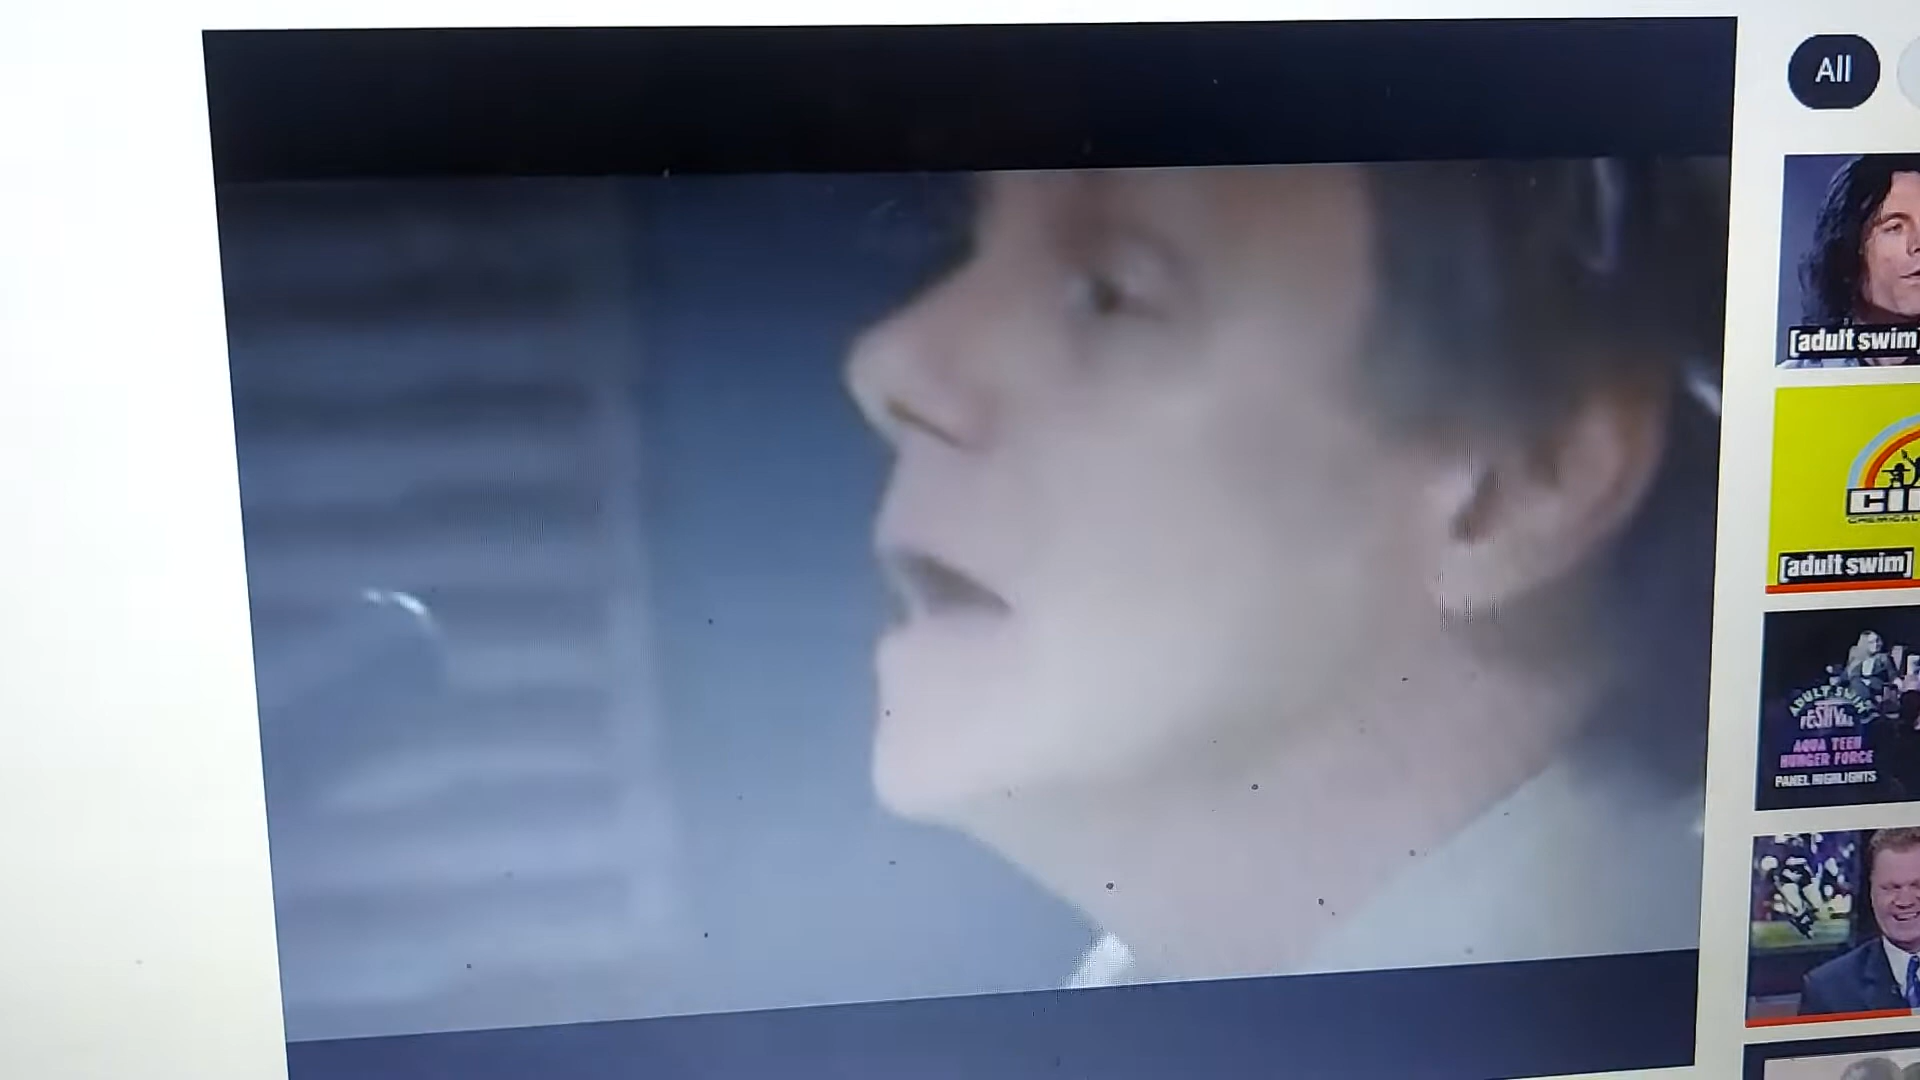 All
[adult swim]
[adult swim]
ADULT SWIM
FESTIVAL
AQUA TEEN
HUNGER FORCE
PANEL HIGHLIGHTS